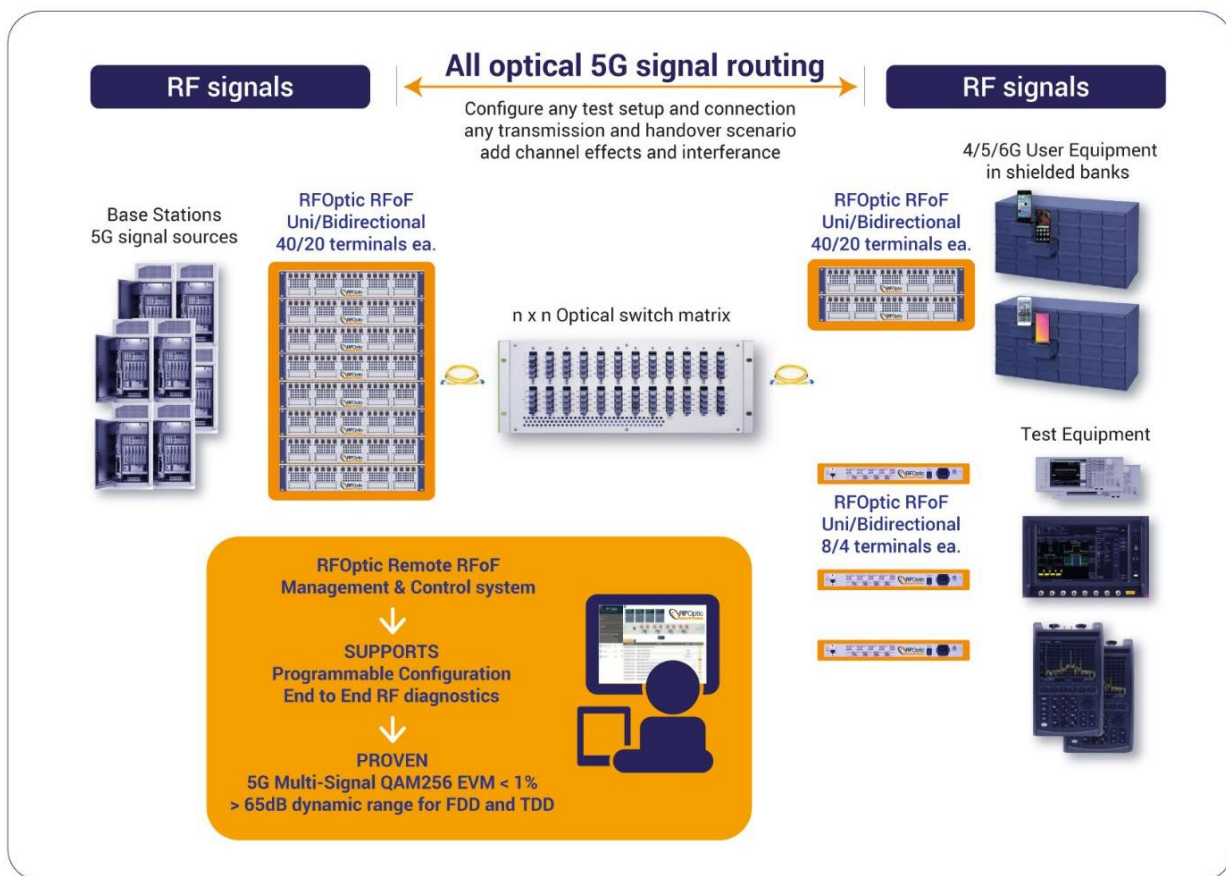 RF signals
All optical 5G signal routing
RF signals
Configure any test setup and connection
any transmission and handover scenario
add channel effects and interferance
Base Stations
5G signal sources
RFOptic RFoF
Uni/Bidirectional
40/20 terminals ea.
n x n Optical switch matrix
RFOptic RFoF
Uni/Bidirectional
40/20 terminals ea.
4/5/6G User Equipment
in shielded banks
Test Equipment
RFOptic RFoF
Uni/Bidirectional
8/4 terminals ea.
RFOptic Remote RFoF
Management & Control system
SUPPORTS
Programmable Configuration
End to End RF diagnostics
PROVEN
5G Multi-Signal QAM256 EVM < 1%
> 65dB dynamic range for FDD and TDD
RFOptic